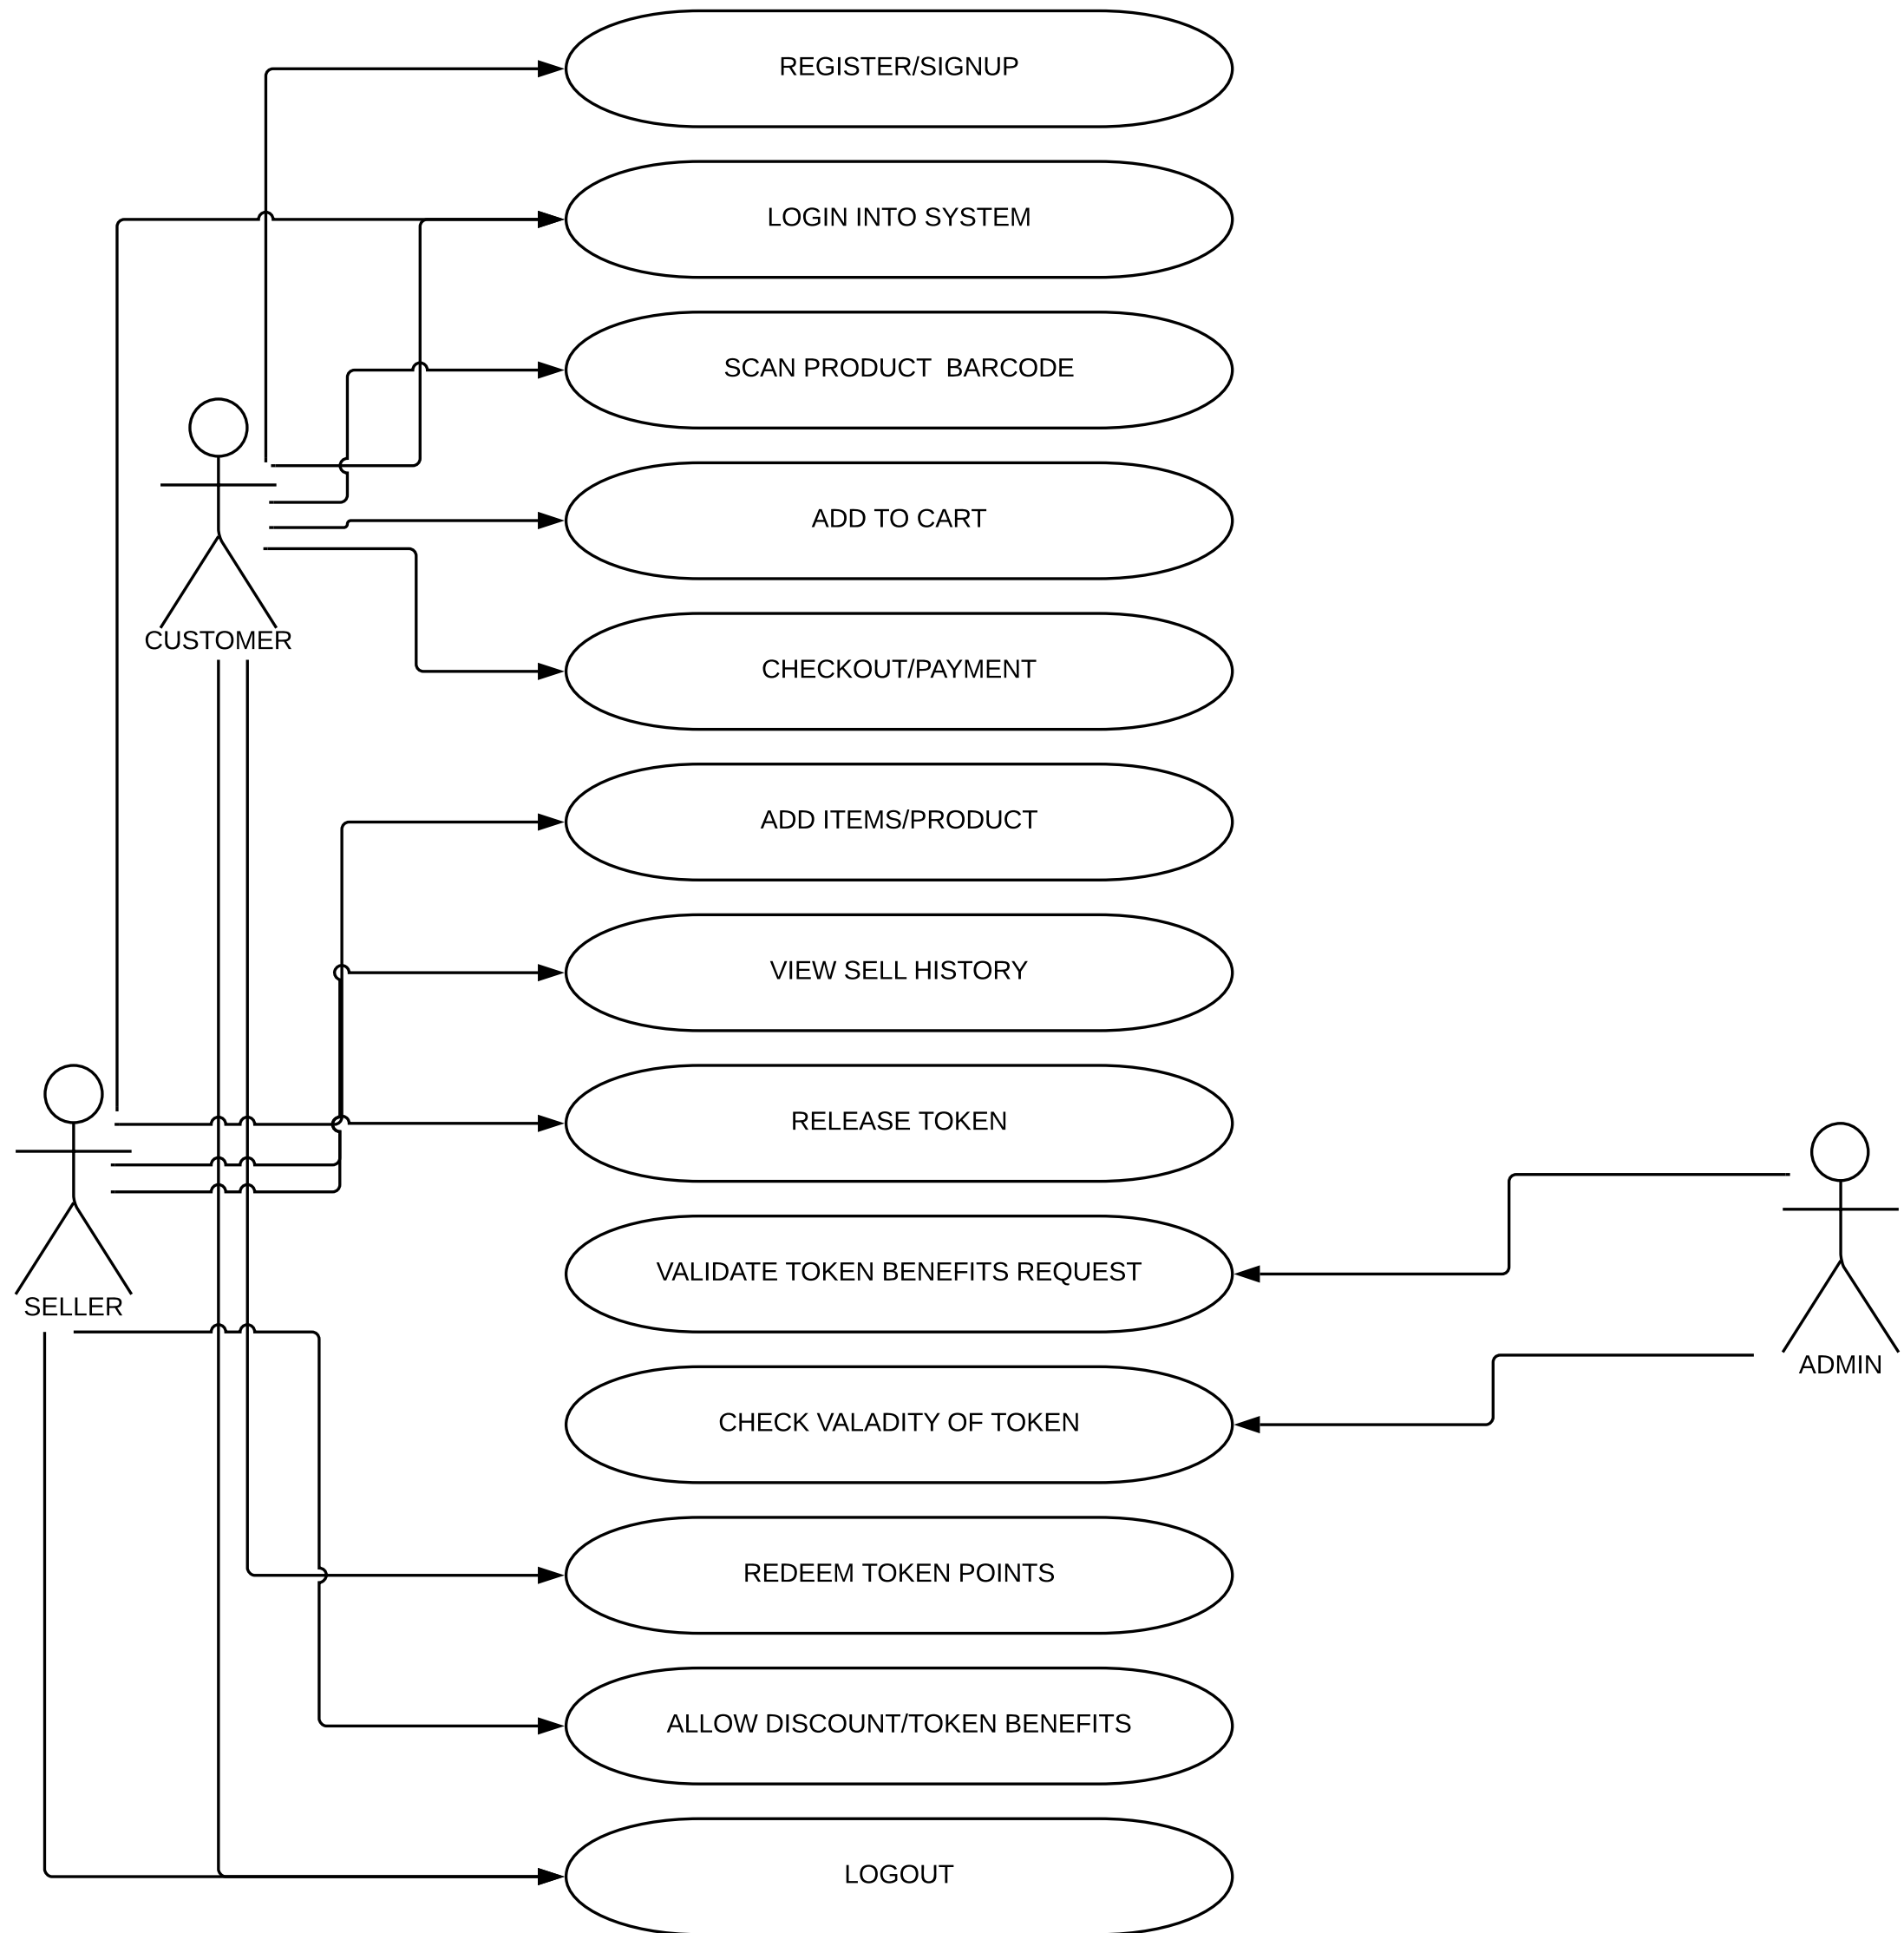 REGISTER/SIGNUP
LOGIN INTO SYSTEM
SCAN PRODUCT  BARCODE
ADD TO CART
CUSTOMER
CHECKOUT/PAYMENT
ADD ITEMS/PRODUCT
VIEW SELL HISTORY
RELEASE TOKEN
VALIDATE TOKEN BENEFITS REQUEST
SELLER
ADMIN
CHECK VALADITY OF TOKEN
REDEEM TOKEN POINTS
ALLOW DISCOUNT/TOKEN BENEFITS
LOGOUT